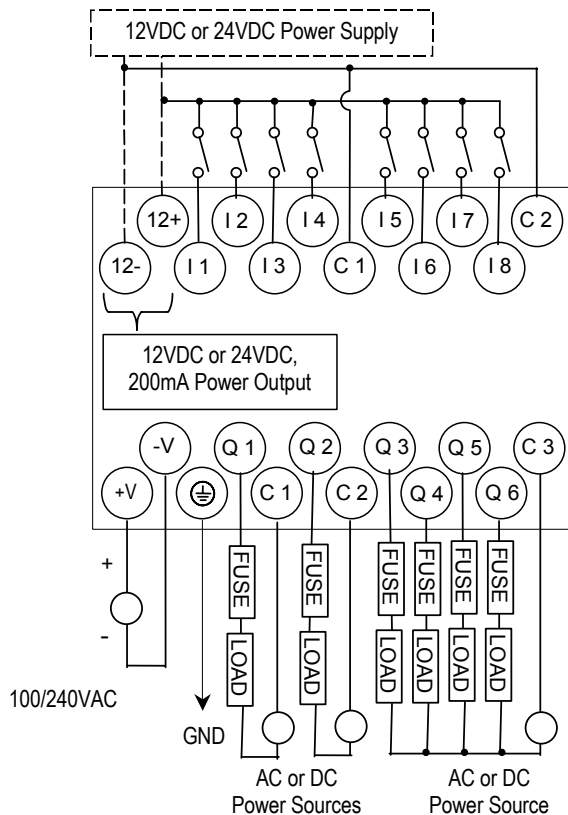 12VDC or 24VDC Power Supply
12+ I 2 I 4 I 5 I 7 C 2
12- I 1 I 3 C 1 I 6 I 8
12VDC or 24VDC,
200mA Power Output
-V Q 1 Q 2 Q 3 Q 5 C 3
+V C 1 C 2 Q 4 Q 6
+
-
FUSE FUSE FUSE FUSE FUSE FUSE
LOAD LOAD LOAD LOAD LOAD LOAD
100/240VAC
GND
AC or DC
Power Sources
AC or DC
Power Source